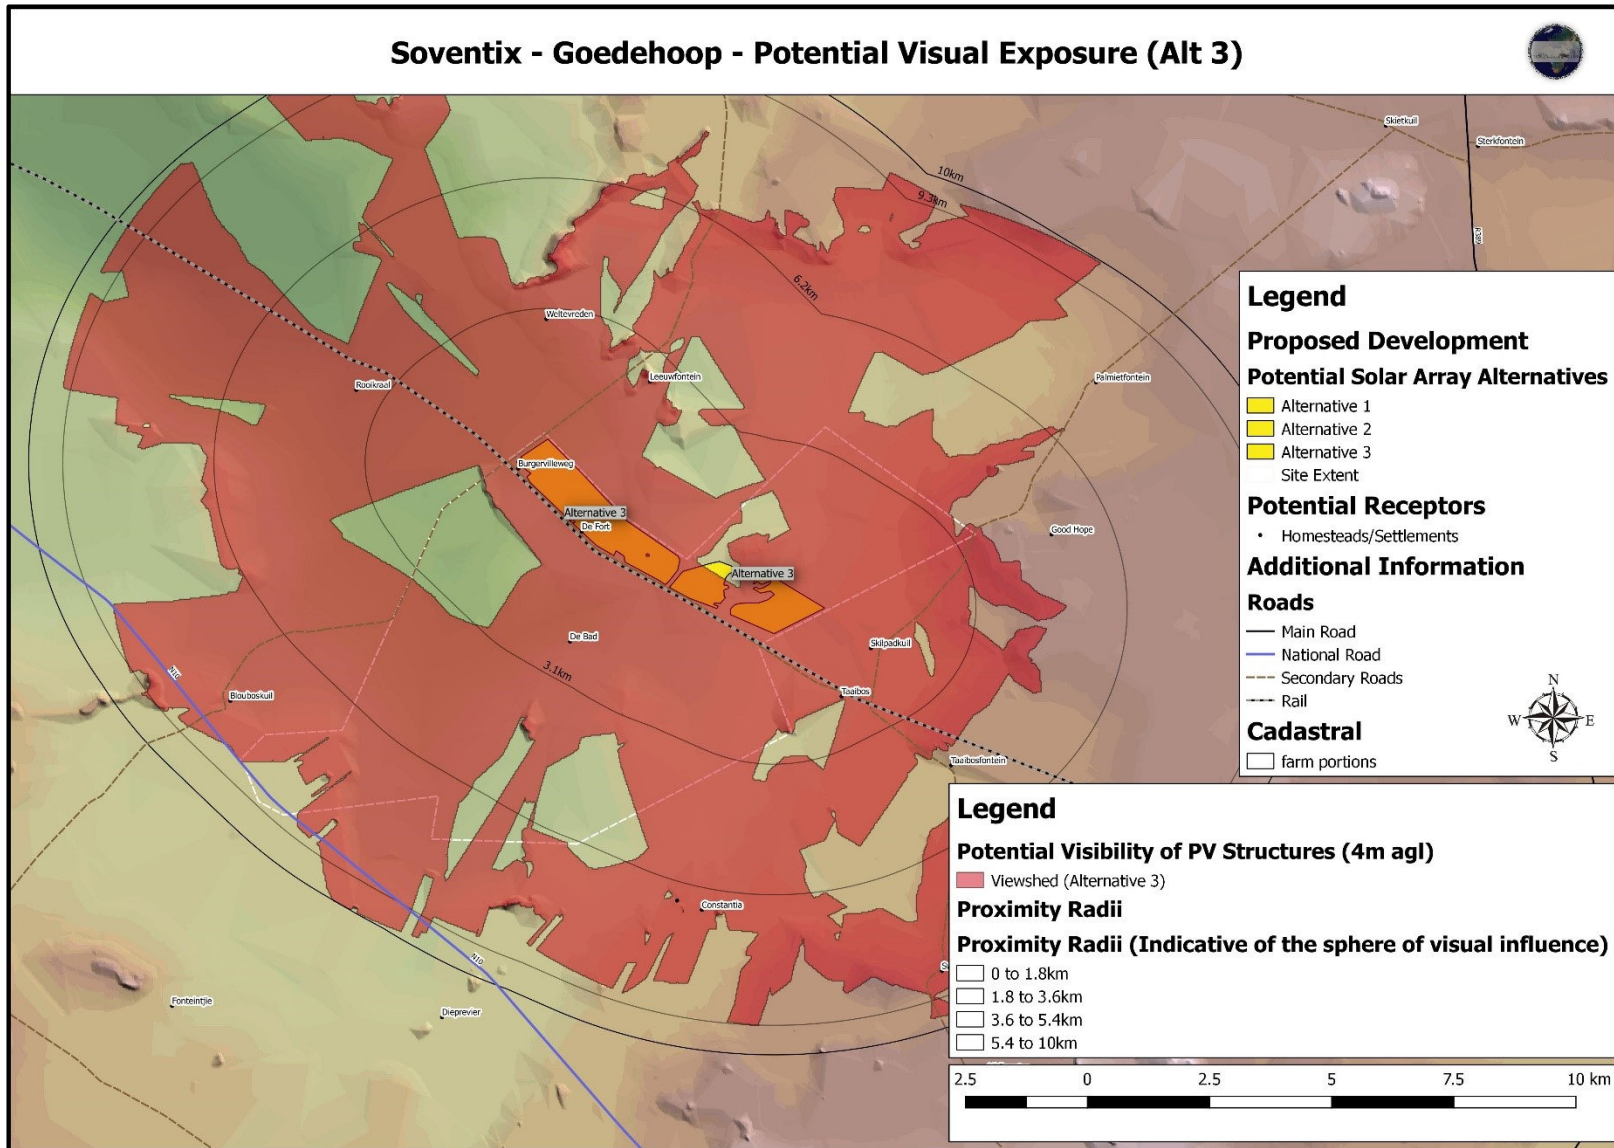 Soventix - Goedehoop - Potential Visual Exposure (Alt 3)
Skietkuil
Sterkfontein
10km
9.3km
R389
6.2km
Weltevreden
Leeuwfontein
Rooikraal
Palmietfontein
Burgervilleweg
Alternative 3
De Fort
Good Hope
Alternative 3
De Bad
Skilpadkuil
3.1km
N10
Blouboskuil
Taaibos
Taaibosfontein
Constantia
N10
Fonteintjie
Dieprevier
Legend
Proposed Development
Potential Solar Array Alternatives
Alternative 1
Alternative 2
Alternative 3
Site Extent
Potential Receptors
Homesteads/Settlements
Additional Information
Roads
Main Road
National Road
Secondary Roads
Rail
Cadastral
farm portions
N
W
E
S
Legend
Potential Visibility of PV Structures (4m agl)
Viewshed (Alternative 3)
Proximity Radii
Proximity Radii (Indicative of the sphere of visual influence)
0 to 1.8km
1.8 to 3.6km
3.6 to 5.4km
5.4 to 10km
2.5 0 2.5 5 7.5 10 km